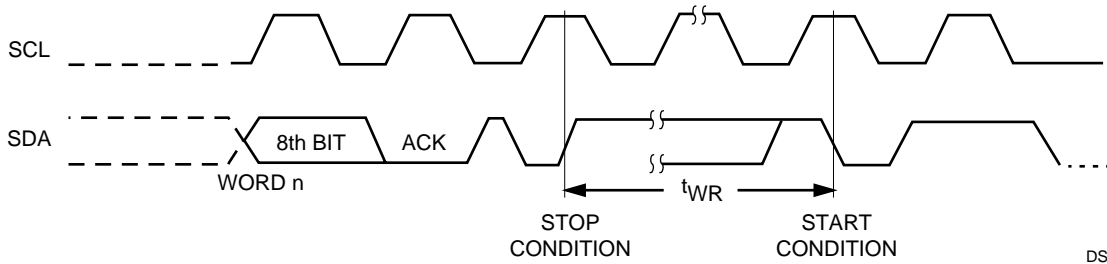 SCL
SDA
8th BIT
ACK
WORD n
tWR
STOP
CONDITION
START
CONDITION
DS